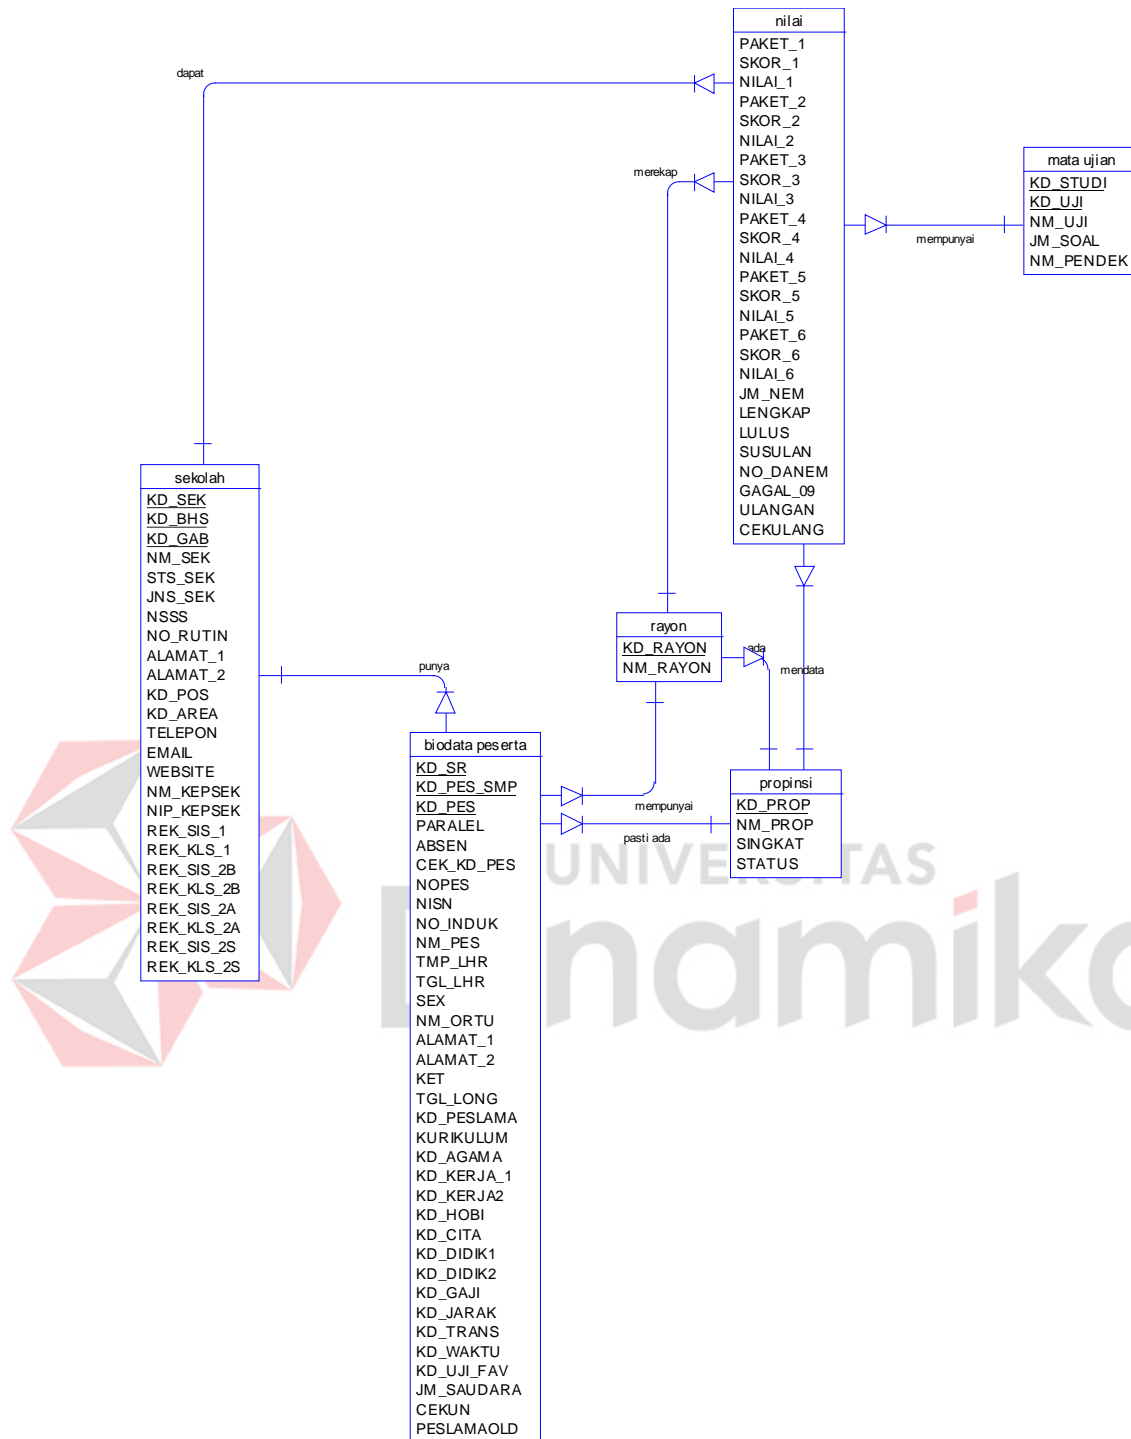 nilai
PAKET_1
SKOR_1
NILAI_1
PAKET_2
SKOR_2
NILAI_2
PAKET_3
SKOR_3
NILAI_3
PAKET_4
SKOR_4
NILAI_4
PAKET_5
SKOR_5
NILAI_5
PAKET_6
SKOR_6
NILAI_6
JM_NEM
LENGKAP
LULUS
SUSULAN
NO_DANEM
GAGAL_09
ULANGAN
CEKULANG
dapat
merekap
mempunyai
mata ujian
KD_STUDI
KD_UJI
NM_UJI
JM_SOAL
NM_PENDEK
sekolah
KD_SEK
KD_BHS
KD_GAB
NM_SEK
STS_SEK
JNS_SEK
NSSS
NO_RUTIN
ALAMAT_1
ALAMAT_2
KD_POS
KD_AREA
TELEPON
EMAIL
WEBSITE
NM_KEPSEK
NIP_KEPSEK
REK_SIS_1
REK_KLS_1
REK_SIS_2B
REK_KLS_2B
REK_SIS_2A
REK_KLS_2A
REK_SIS_2S
REK_KLS_2S
punya
rayon
KD_RAYON
NM_RAYON
ada
mendata
biodata peserta
KD_SR
KD_PES_SMP
KD_PES
PARALEL
ABSEN
CEK_KD_PES
NOPES
NISN
NO_INDUK
NM_PES
TMP_LHR
TGL_LHR
SEX
NM_ORTU
ALAMAT_1
ALAMAT_2
KET
TGL_LONG
KD_PESLAMA
KURIKULUM
KD_AGAMA
KD_KERJA_1
KD_KERJA2
KD_HOBI
KD_CITA
KD_DIDIK1
KD_DIDIK2
KD_GAJI
KD_JARAK
KD_TRANS
KD_WAKTU
KD_UJI_FAV
JM_SAUDARA
CEKUN
PESLAMAOLD
mempunyai
pasti ada
propinsi
KD_PROP
NM_PROP
SINGKAT
STATUS
UNIVERSITAS
Dinamika